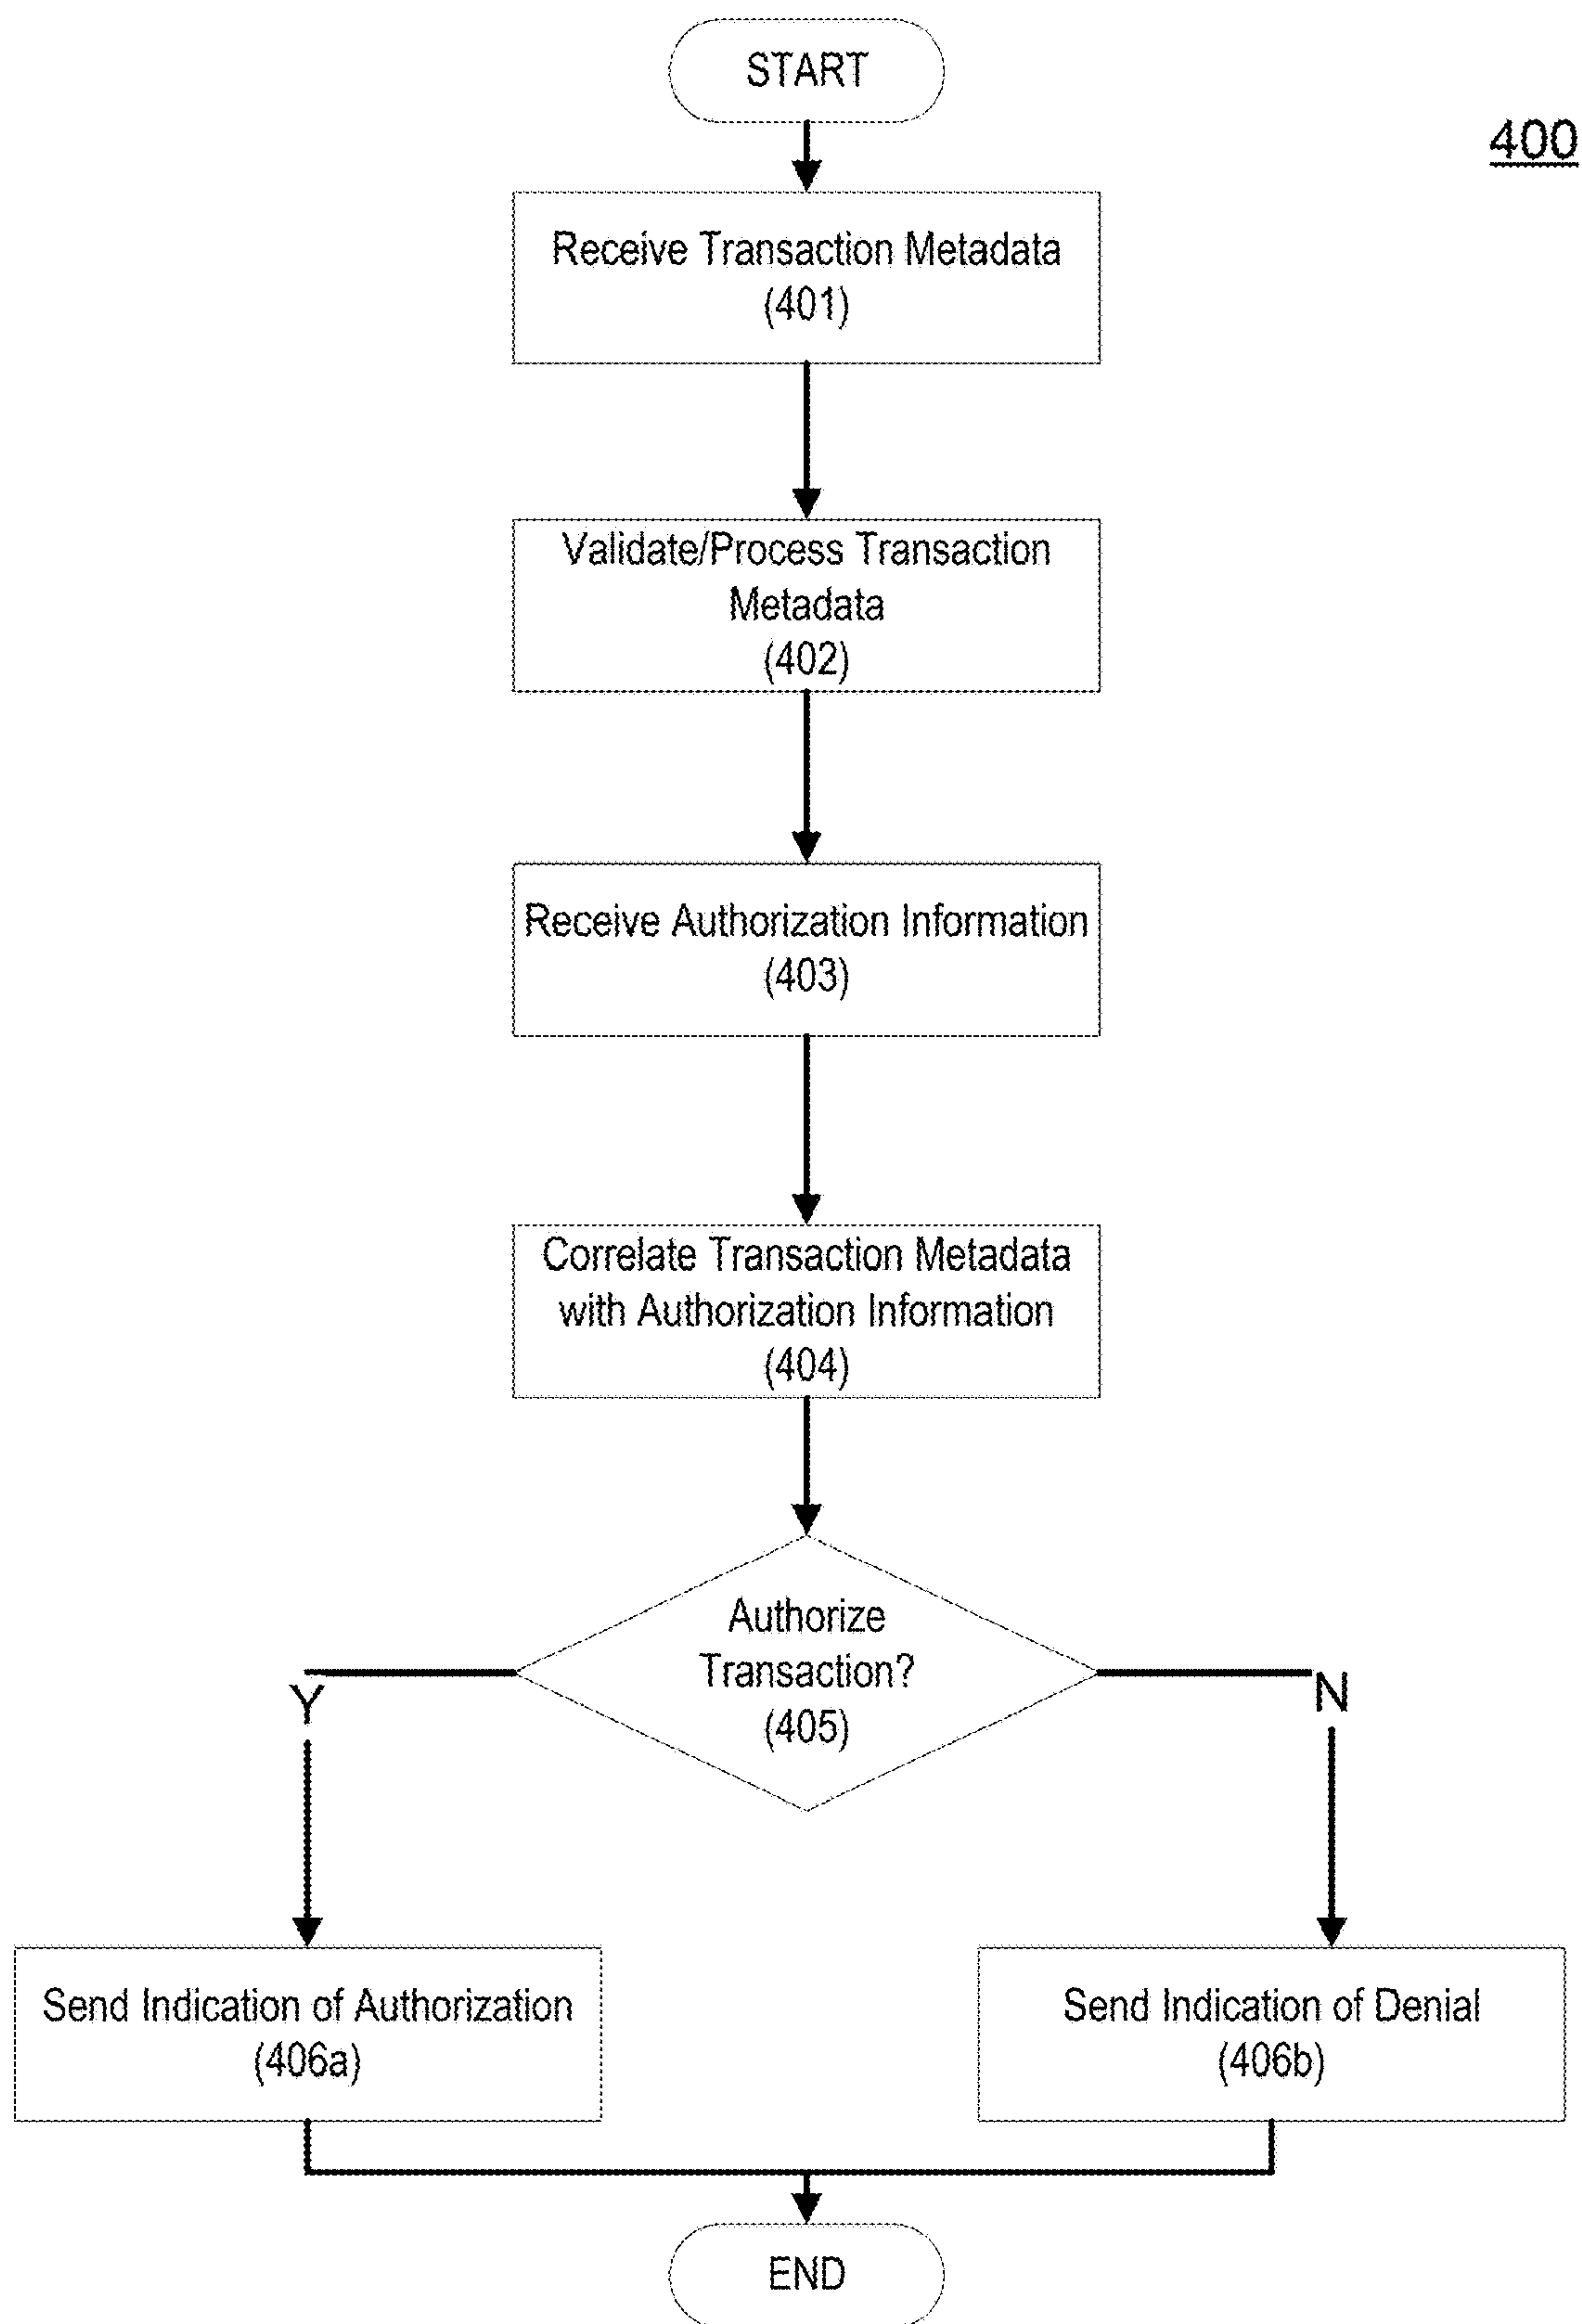 START
400
Receive Transaction Metadata
(401)
Validate/Process Transaction
Metadata
(402)
Receive Authorization Information
(403)
Correlate Transaction Metadata
with Authorization Information
(404)
Authorize
Transaction?
(405)
Y
N
Send Indication of Authorization
(406a)
Send Indication of Denial
(406b)
END